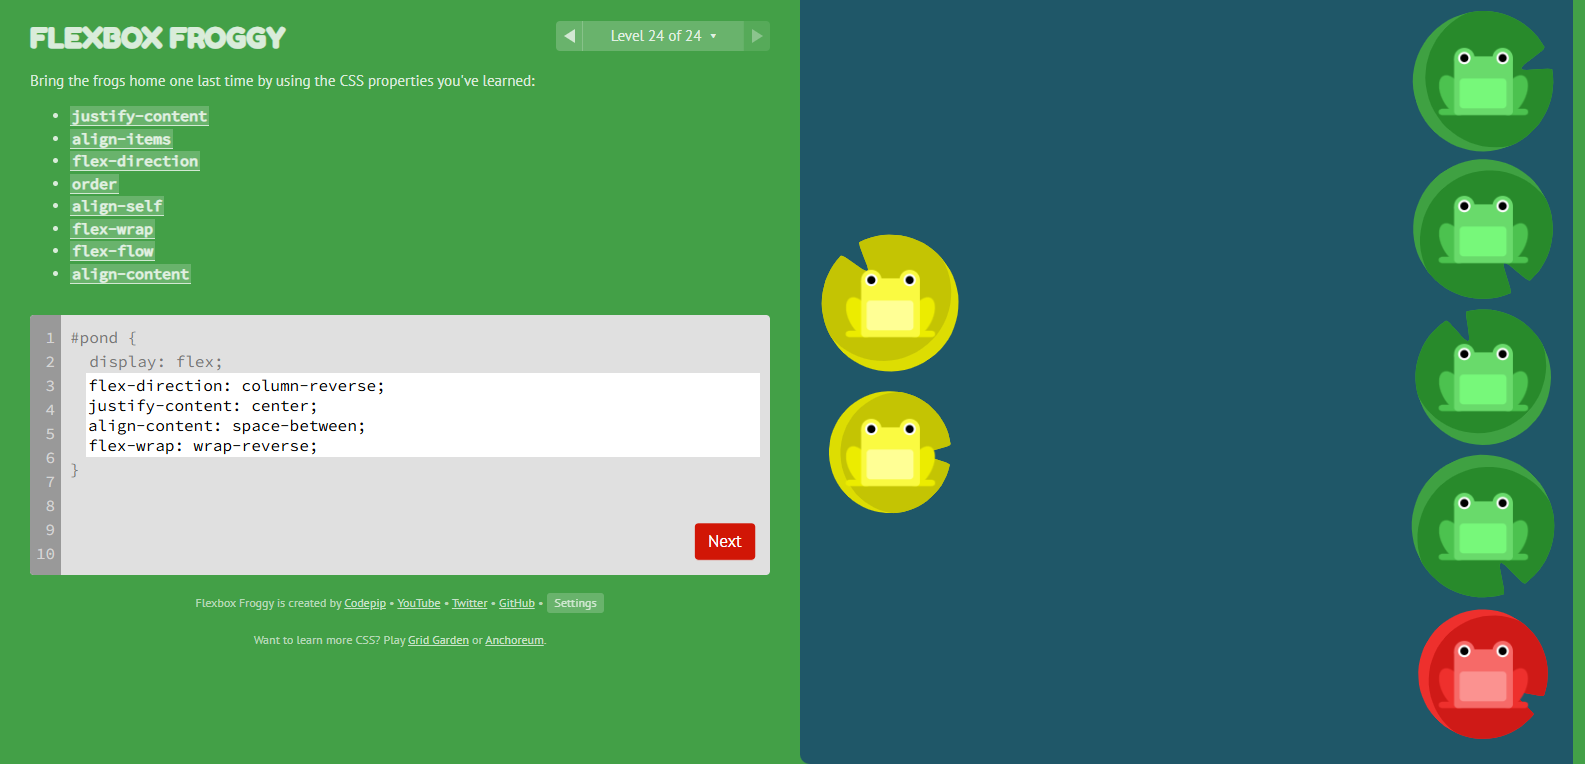 FLEXBOX FROGGY
◀ Level 24 of 24 ▾ ▶
Bring the frogs home one last time by using the CSS properties you've learned:
• justify-content
• align-items
• flex-direction
• order
• align-self
• flex-wrap
• flex-flow
• align-content
1 #pond {
2 display: flex;
3 flex-direction: column-reverse;
4 justify-content: center;
5 align-content: space-between;
6 flex-wrap: wrap-reverse;
7 }
8
9
10
Next
Flexbox Froggy is created by Codepip • YouTube • Twitter • GitHub • Settings
Want to learn more CSS? Play Grid Garden or Anchoreum.